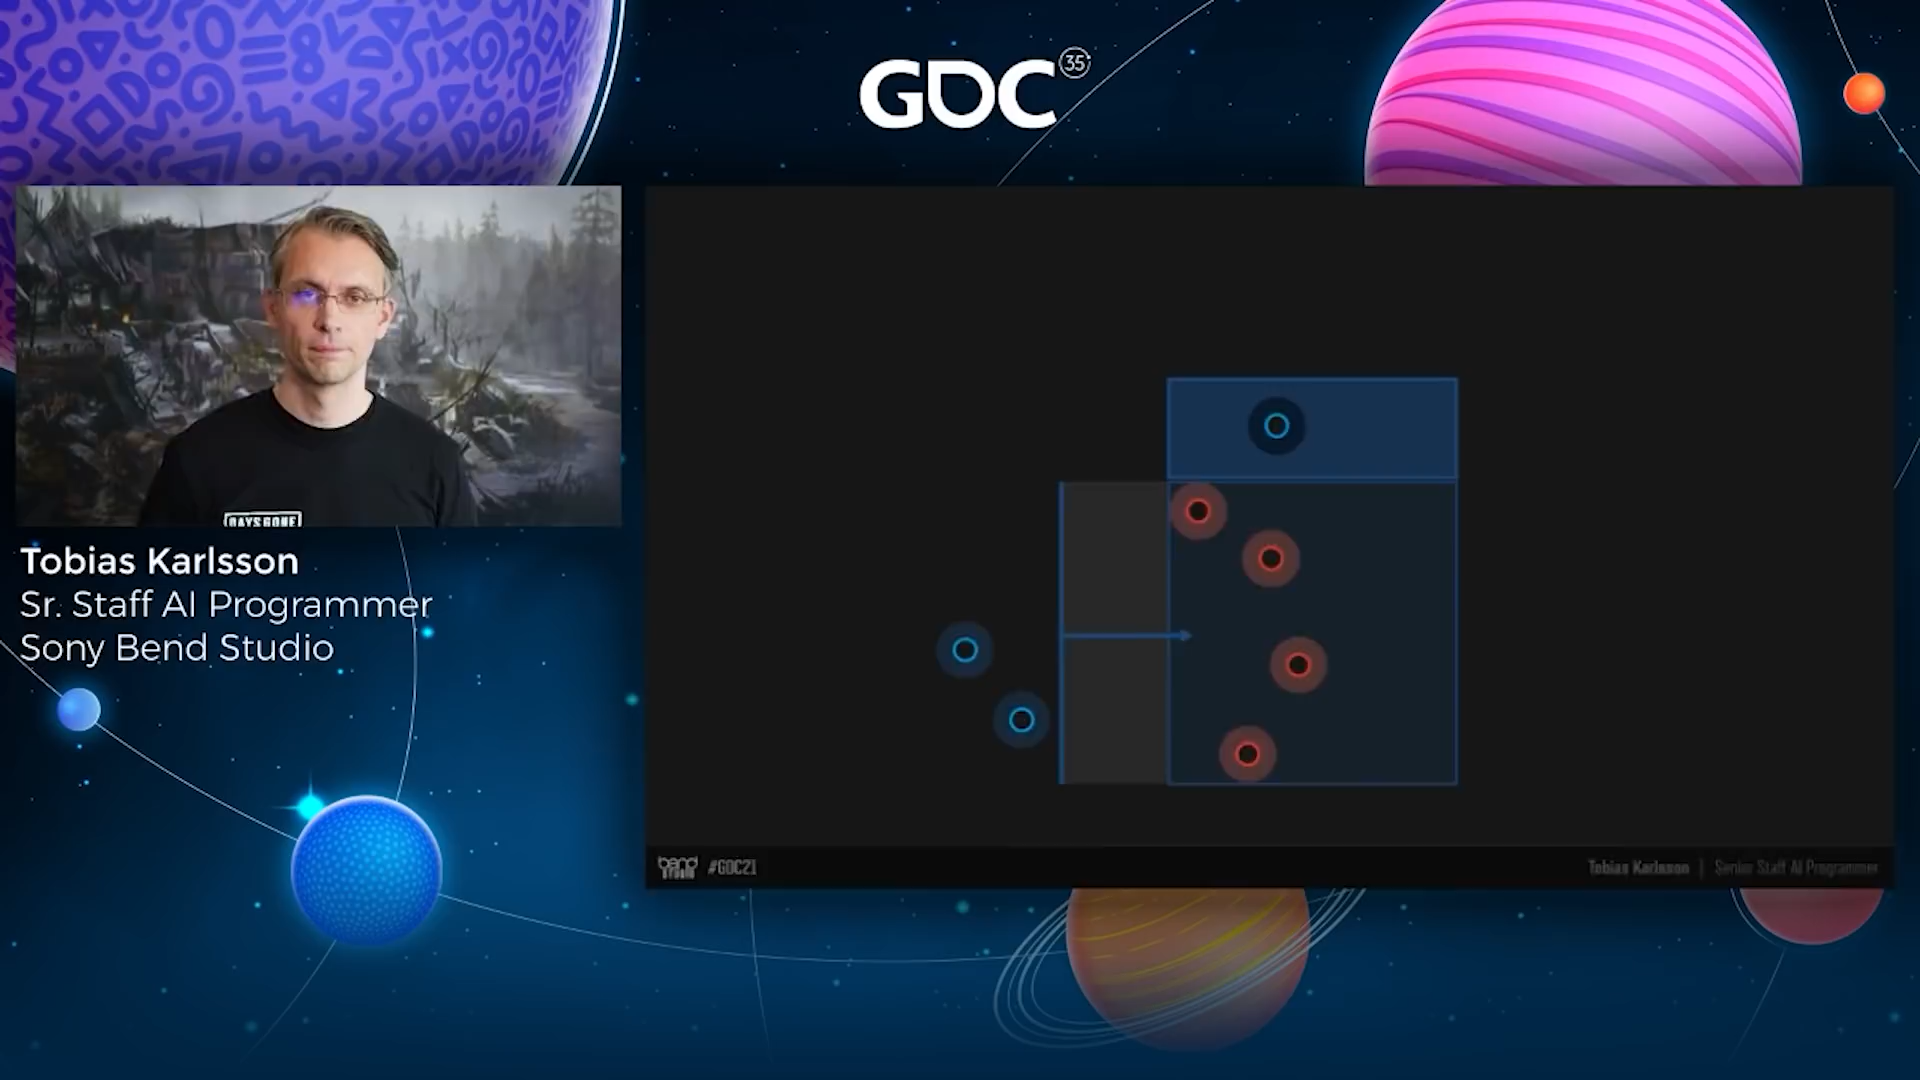 GDC 35
DAYS GONE
Tobias Karlsson
Sr. Staff AI Programmer
Sony Bend Studio
bend
#GDC21
Tobias Karlsson | Senior Staff AI Programmer